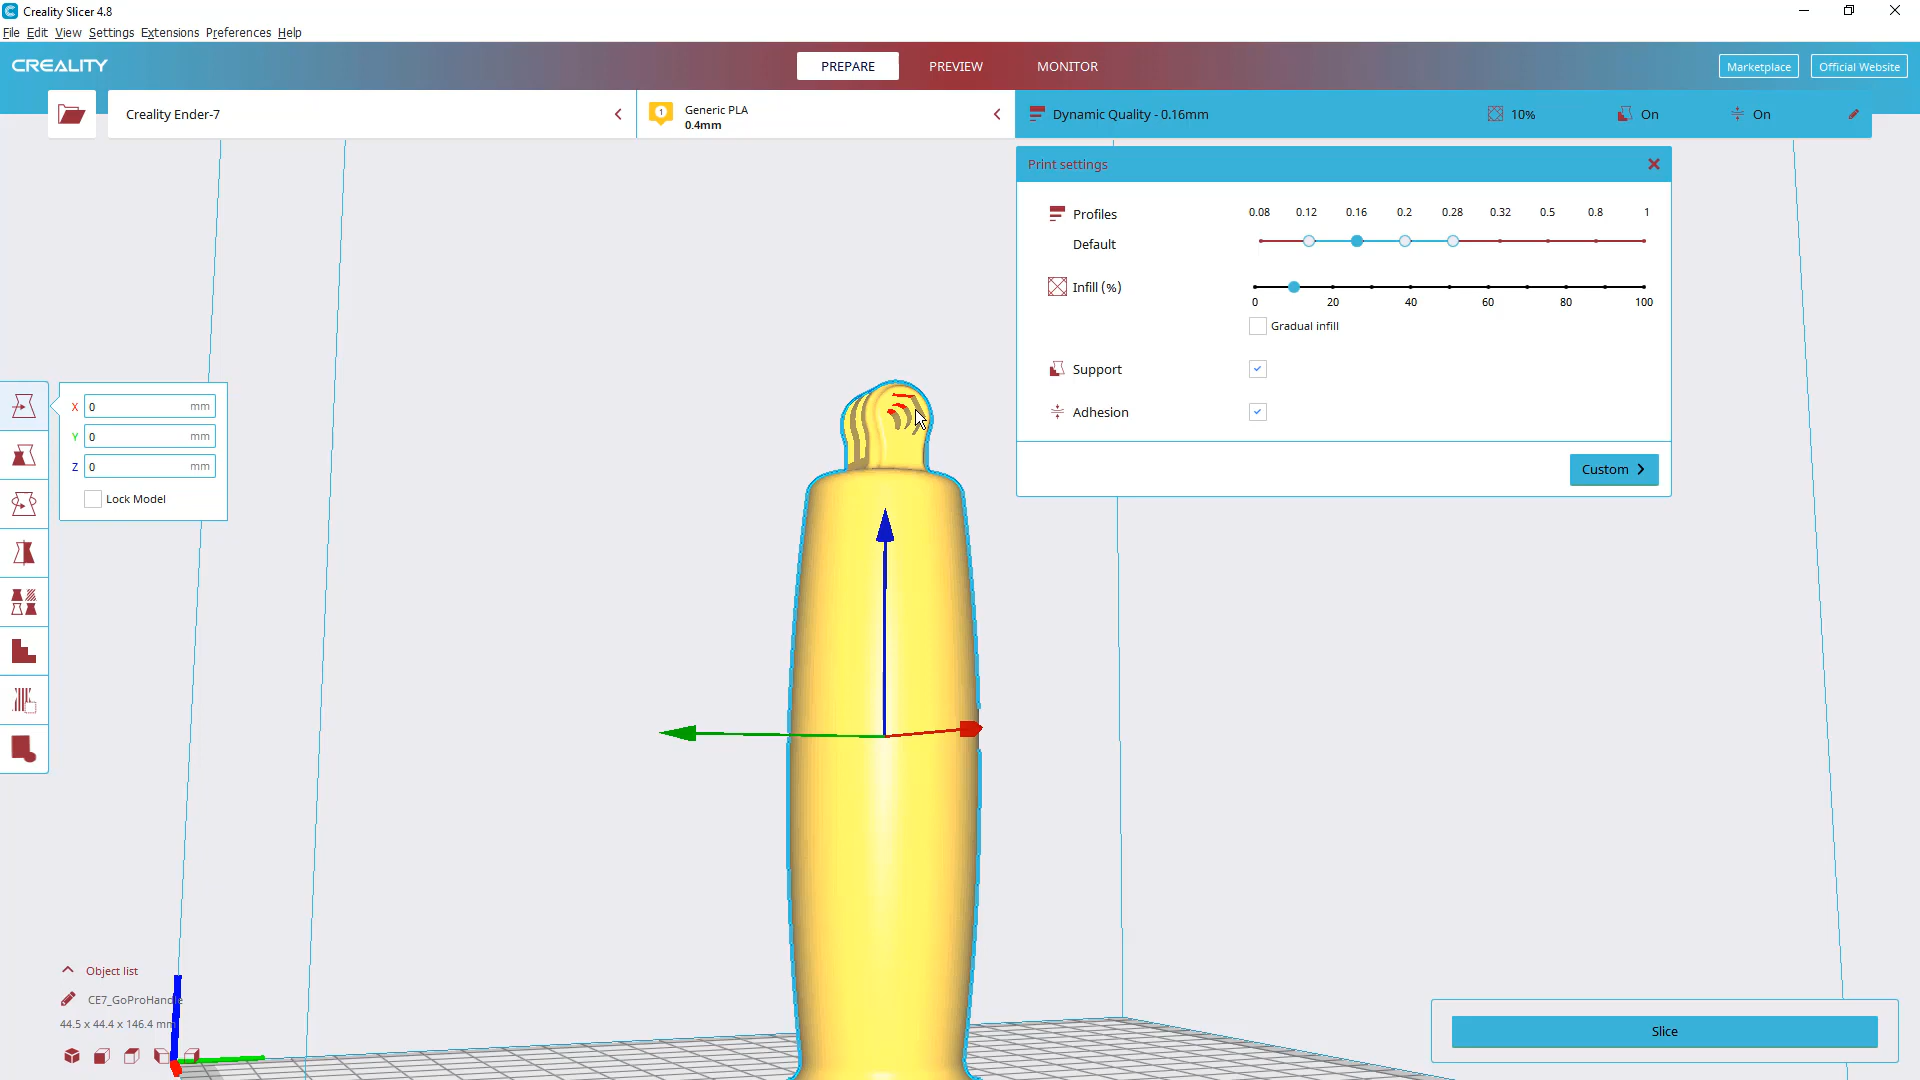 Creality Slicer 4.8
File Edit View Settings Extensions Preferences Help
CREALITY
PREPARE PREVIEW MONITOR
Marketplace Official Website
Creality Ender-7
1
Generic PLA
0.4mm
Dynamic Quality - 0.16mm 10% On On
Print settings
Profiles 0.08 0.12 0.16 0.2 0.28 0.32 0.5 0.8 1
Default
Infill (%)
0 20 40 60 80 100
Gradual infill
Support
Adhesion
Custom
X 0 mm
Y 0 mm
Z 0 mm
Lock Model
Object list
CE7_GoProHandle
44.5 x 44.4 x 146.4 mm
Slice